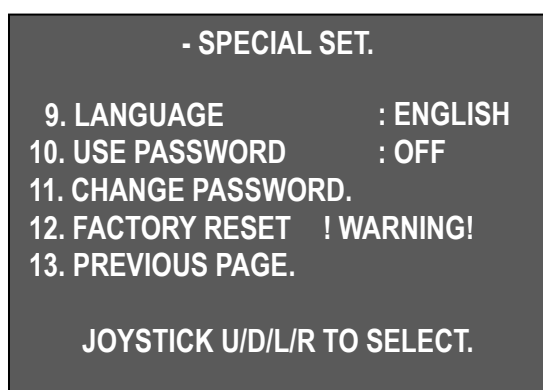 - SPECIAL SET.
9. LANGUAGE : ENGLISH
10. USE PASSWORD : OFF
11. CHANGE PASSWORD.
12. FACTORY RESET ! WARNING!
13. PREVIOUS PAGE.
JOYSTICK U/D/L/R TO SELECT.